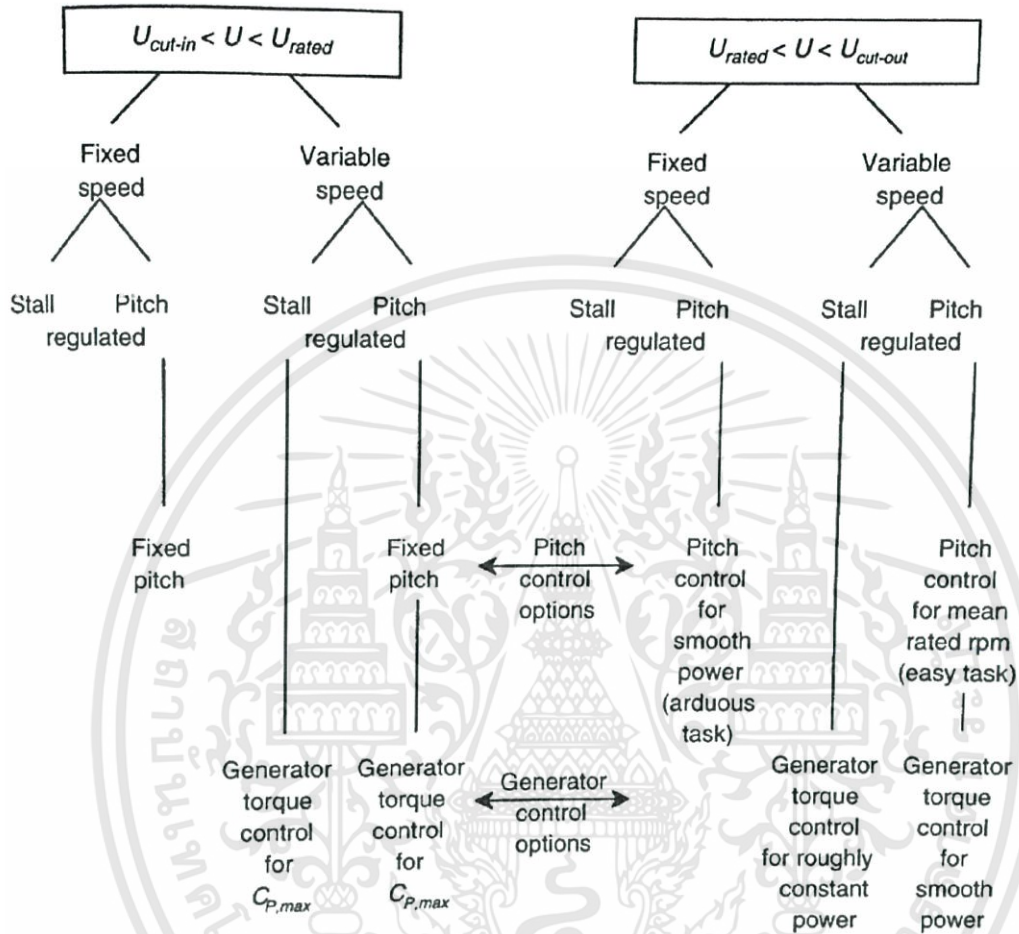 U_cut-in < U < U_rated
U_rated < U < U_cut-out
Fixed speed
Variable speed
Fixed speed
Variable speed
Stall Pitch
regulated
Stall Pitch
regulated
Stall Pitch
regulated
Stall Pitch
regulated
Fixed
pitch
Fixed
pitch
Pitch
control
options
Pitch
control
for
smooth
power
(arduous
task)
Pitch
control
for mean
rated rpm
(easy task)
Generator
torque
control
for
C_P,max
Generator
torque
control
for
C_P,max
Generator
control
options
Generator
torque
control
for roughly
constant
power
Generator
torque
control
for
smooth
power